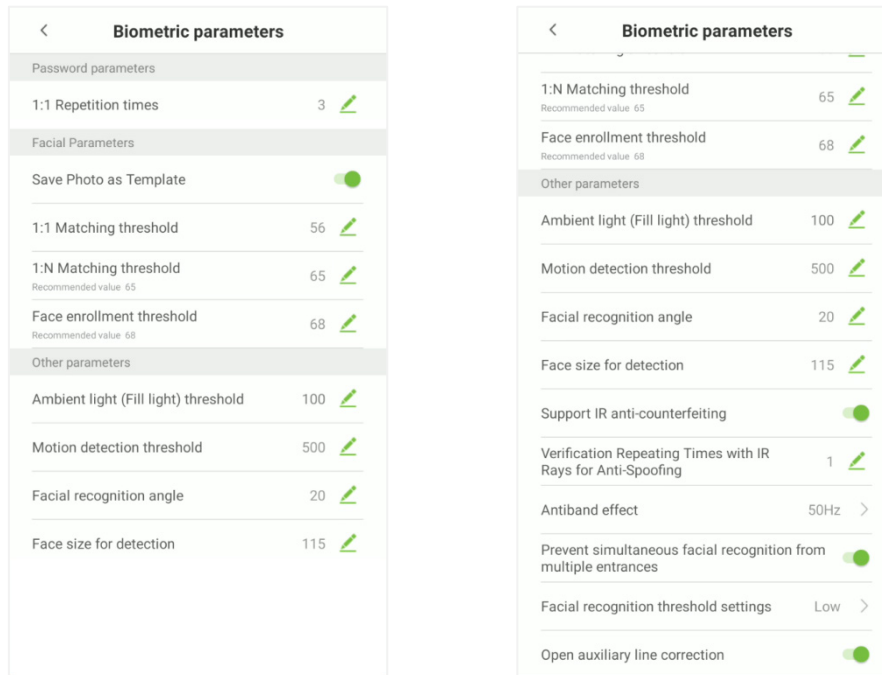 Biometric parameters
Password parameters
1:1 Repetition times 3
Facial Parameters
Save Photo as Template
1:1 Matching threshold 56
1:N Matching threshold 65
Recommended value 65
Face enrollment threshold 68
Recommended value 68
Other parameters
Ambient light (Fill light) threshold 100
Motion detection threshold 500
Facial recognition angle 20
Face size for detection 115
Biometric parameters
1:N Matching threshold 65
Recommended value 65
Face enrollment threshold 68
Recommended value 68
Other parameters
Ambient light (Fill light) threshold 100
Motion detection threshold 500
Facial recognition angle 20
Face size for detection 115
Support IR anti-counterfeiting
Verification Repeating Times with IR 1
Rays for Anti-Spoofing
Antiband effect 50Hz
Prevent simultaneous facial recognition from
multiple entrances
Facial recognition threshold settings Low
Open auxiliary line correction